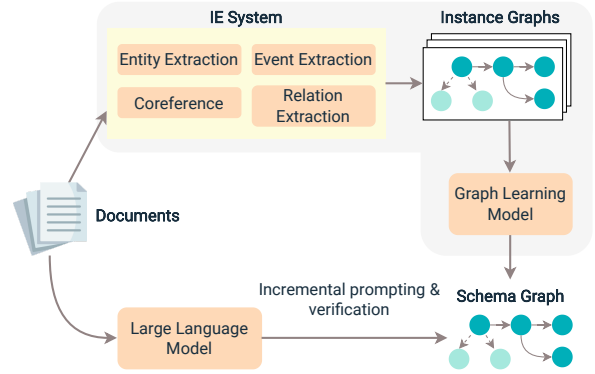 IE System
Instance Graphs
Entity Extraction
Event Extraction
Coreference
Relation
Extraction
Graph Learning
Model
Documents
Incremental prompting &
verification
Schema Graph
Large Language
Model